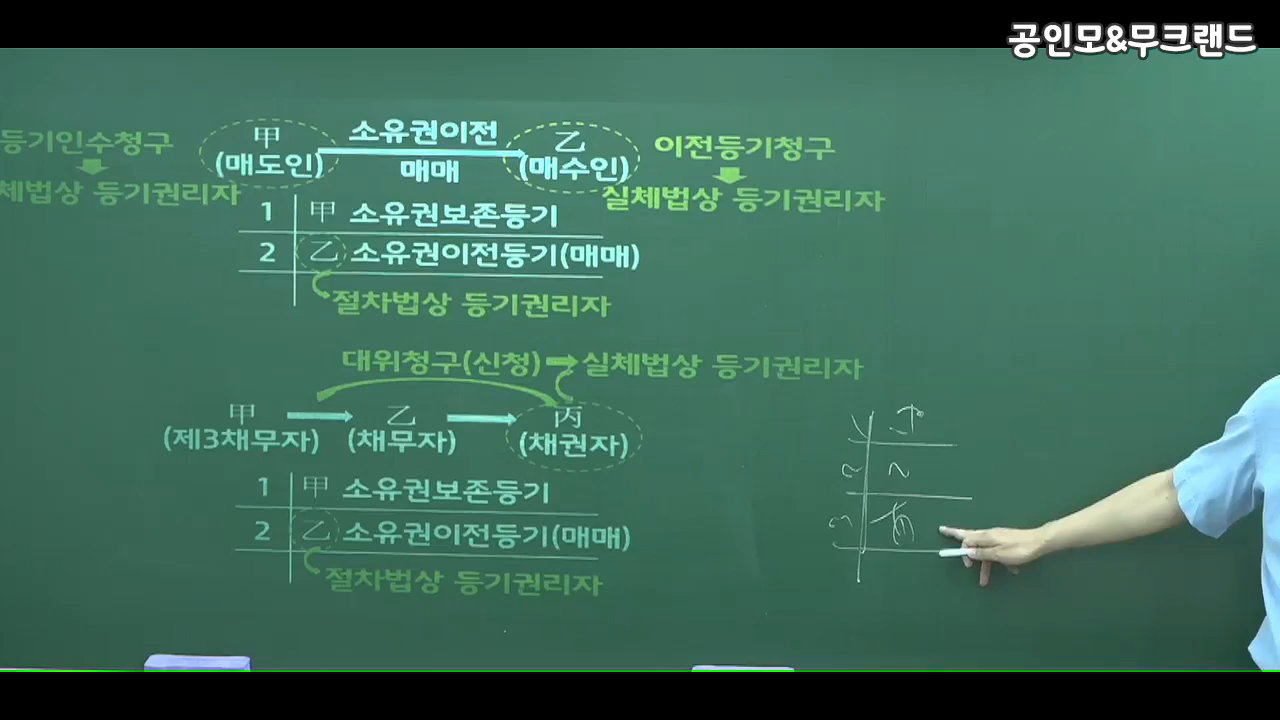 공인모&무크랜드
등기인수청구
甲
(매도인)
소유권이전
매매
乙
(매수인)
이전등기청구
체법상 등기권리자
실체법상 등기권리자
1 甲 소유권보존등기
2 乙 소유권이전등기(매매)
절차법상 등기권리자
대위청구(신청)
실체법상 등기권리자
甲
(제3채무자)
乙
(채무자)
丙
(채권자)
1 甲 소유권보존등기
2 乙 소유권이전등기(매매)
절차법상 등기권리자